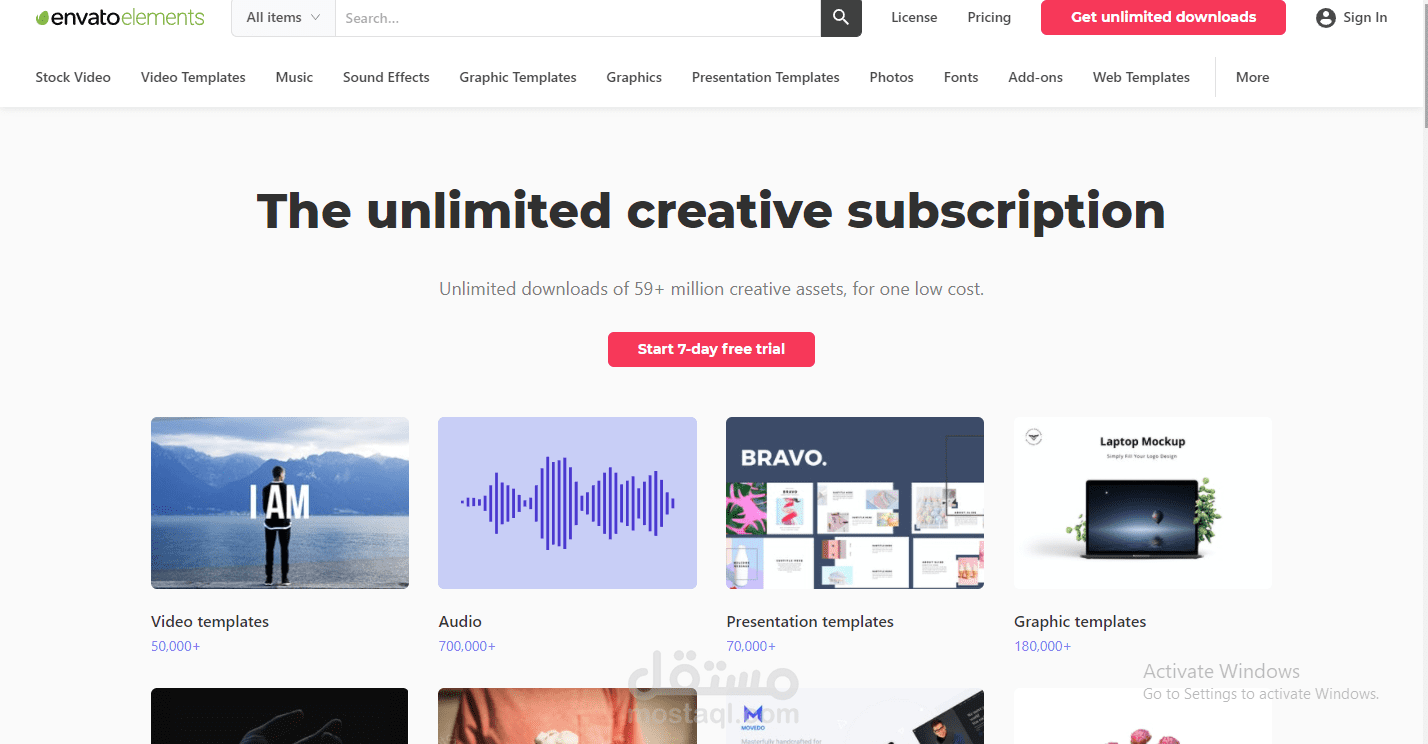 envatoelements
All items
Search...
License
Pricing
Get unlimited downloads
Sign In
Stock Video
Video Templates
Music
Sound Effects
Graphic Templates
Graphics
Presentation Templates
Photos
Fonts
Add-ons
Web Templates
More
The unlimited creative subscription
Unlimited downloads of 59+ million creative assets, for one low cost.
Start 7-day free trial
I AM
BRAVO.
Laptop Mockup
Simply Fill Your Logo Design
Video templates
50,000+
Audio
700,000+
Presentation templates
70,000+
Graphic templates
180,000+
مستقل
mostaql.com
Activate Windows
Go to Settings to activate Windows.
MOVEDO
Masterfully handcrafted for